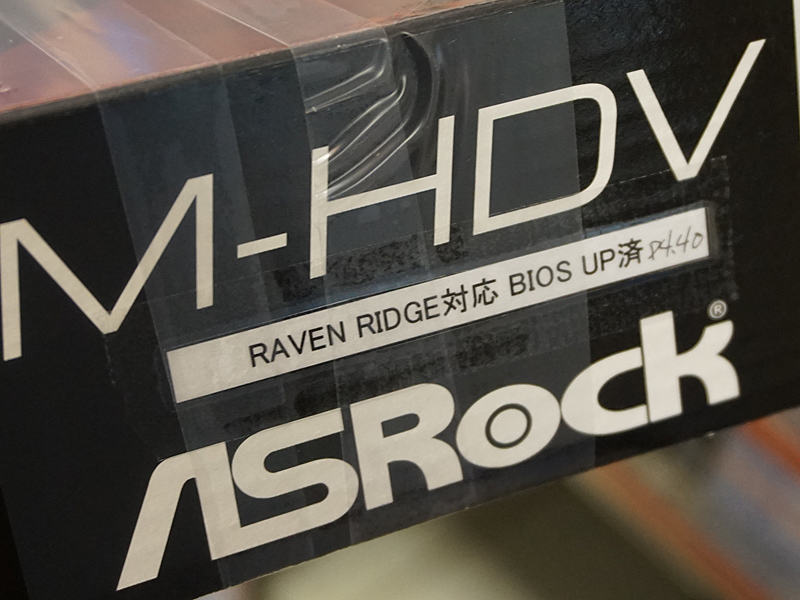 M-HDV
RAVEN RIDGE対応 BIOS UP済 P4.40
ASRock®